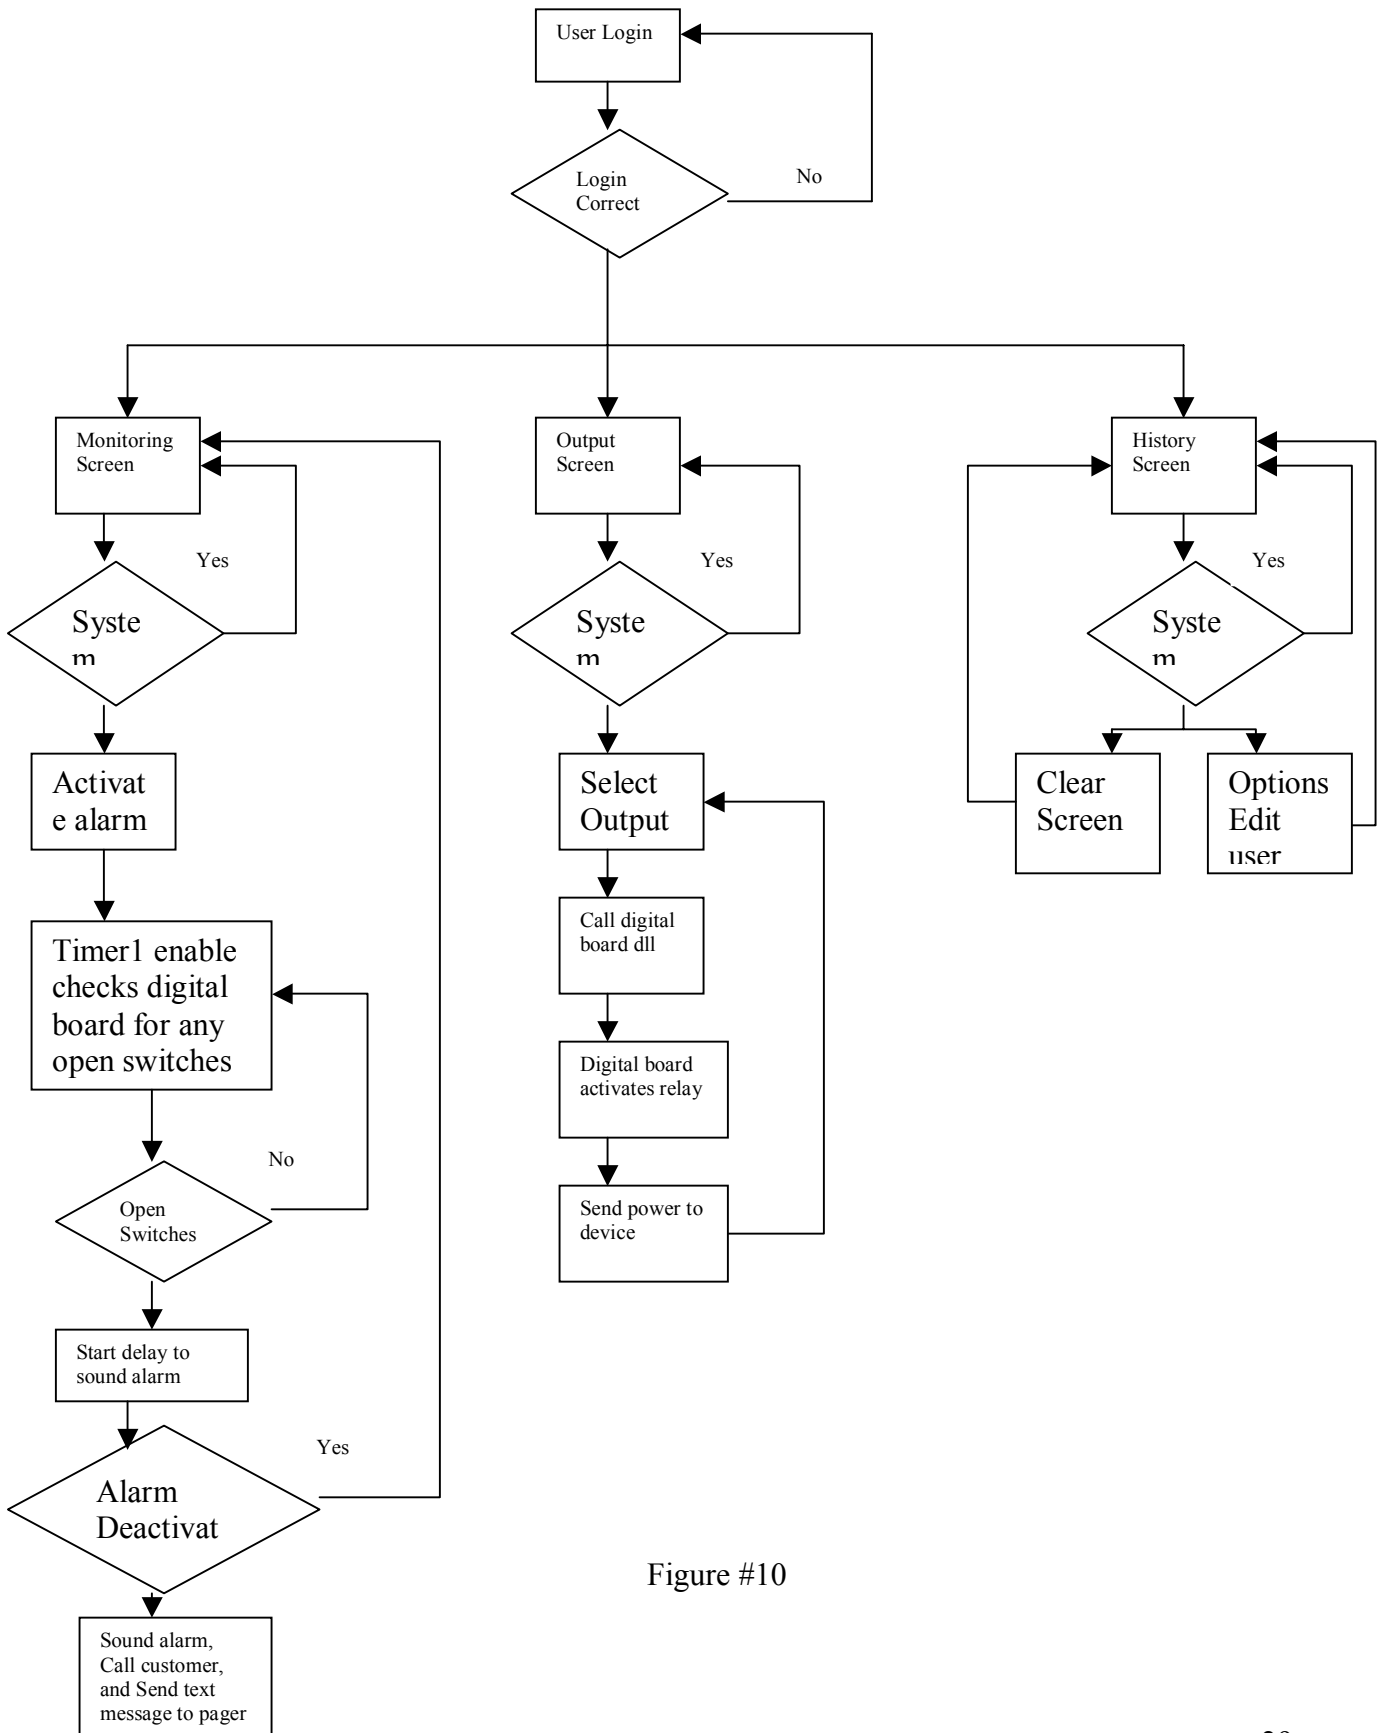 User Login
Login
Correct
No
Monitoring
Screen
Yes
Syste
m
Activat
e alarm
Timer1 enable
checks digital
board for any
open switches
No
Open
Switches
Start delay to
sound alarm
Yes
Alarm
Deactivat
Sound alarm,
Call customer,
and Send text
message to pager
Output
Screen
Yes
Syste
m
Select
Output
Call digital
board dll
Digital board
activates relay
Send power to
device
History
Screen
Yes
Syste
m
Clear
Screen
Options
Edit
user
Figure #10